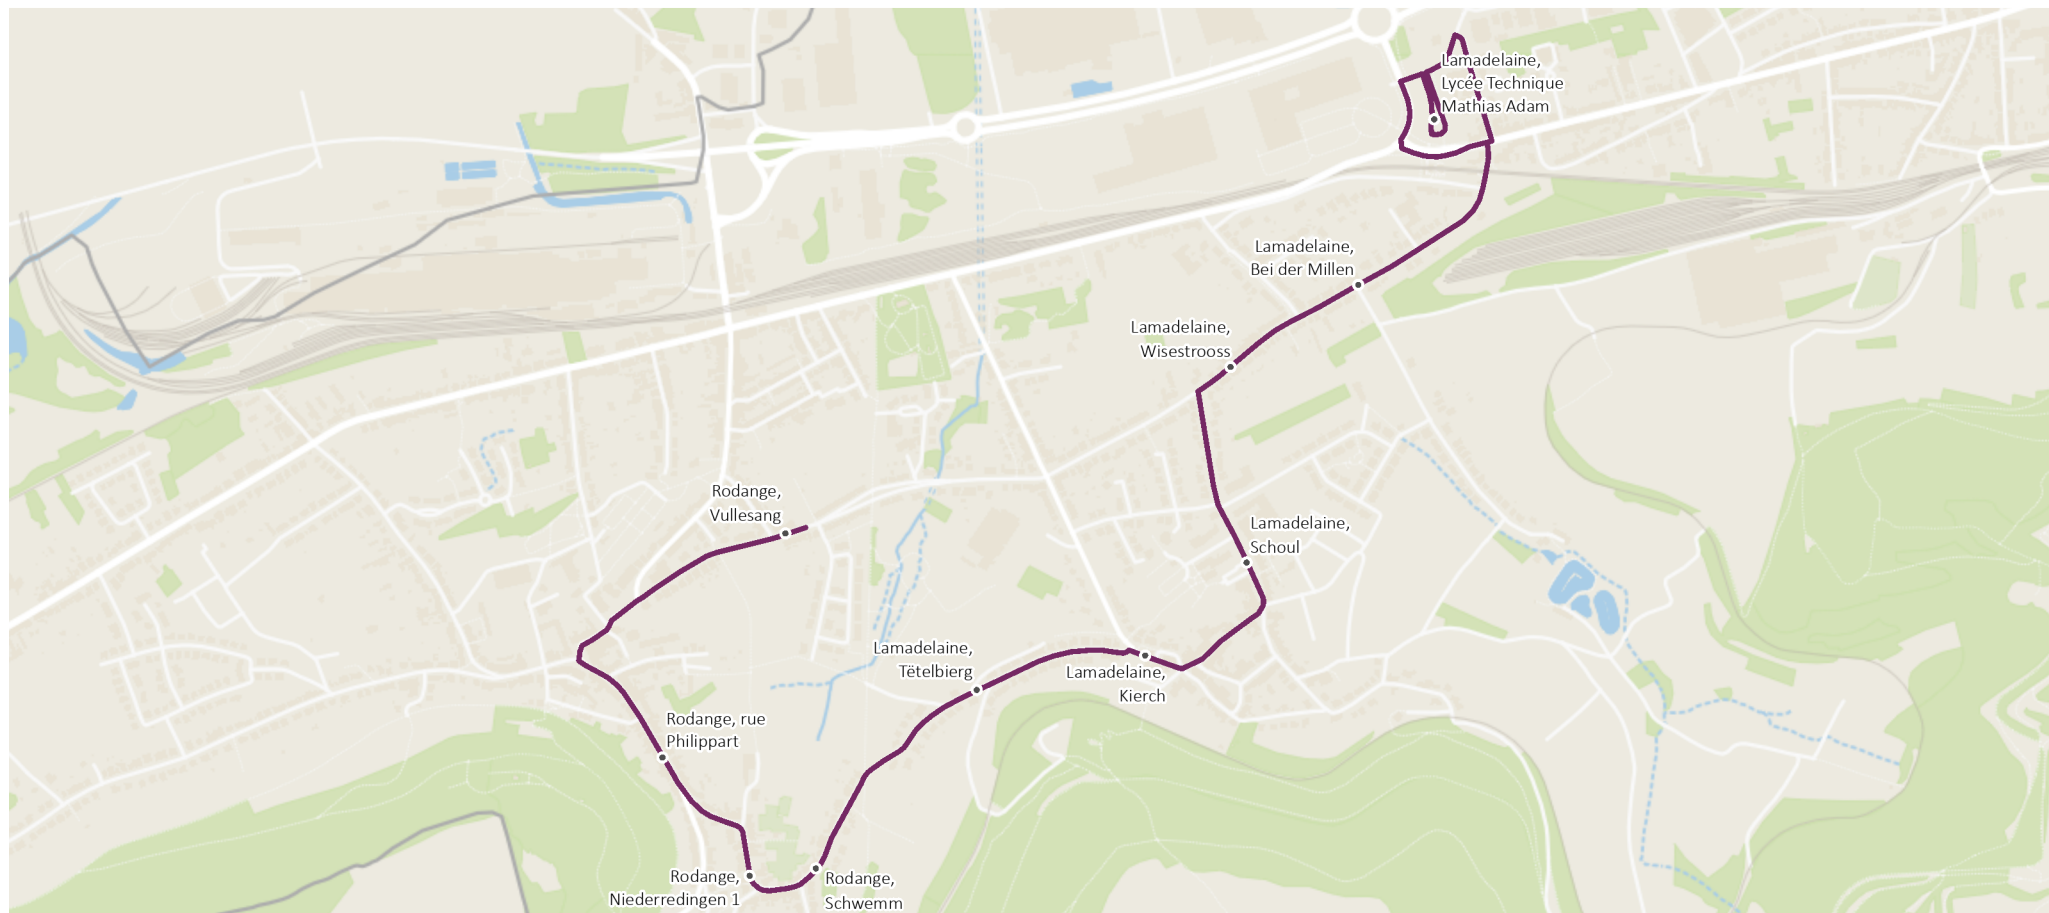 Lamadelaine,
Lycée Technique
Mathias Adam
Lamadelaine,
Bei der Millen
Lamadelaine,
Wisestrooss
Rodange,
Vullesang
Lamadelaine,
Schoul
Lamadelaine,
Tëtelbierg
Lamadelaine,
Kierch
Rodange, rue
Philippart
Rodange,
Niederredingen 1
Rodange,
Schwemm